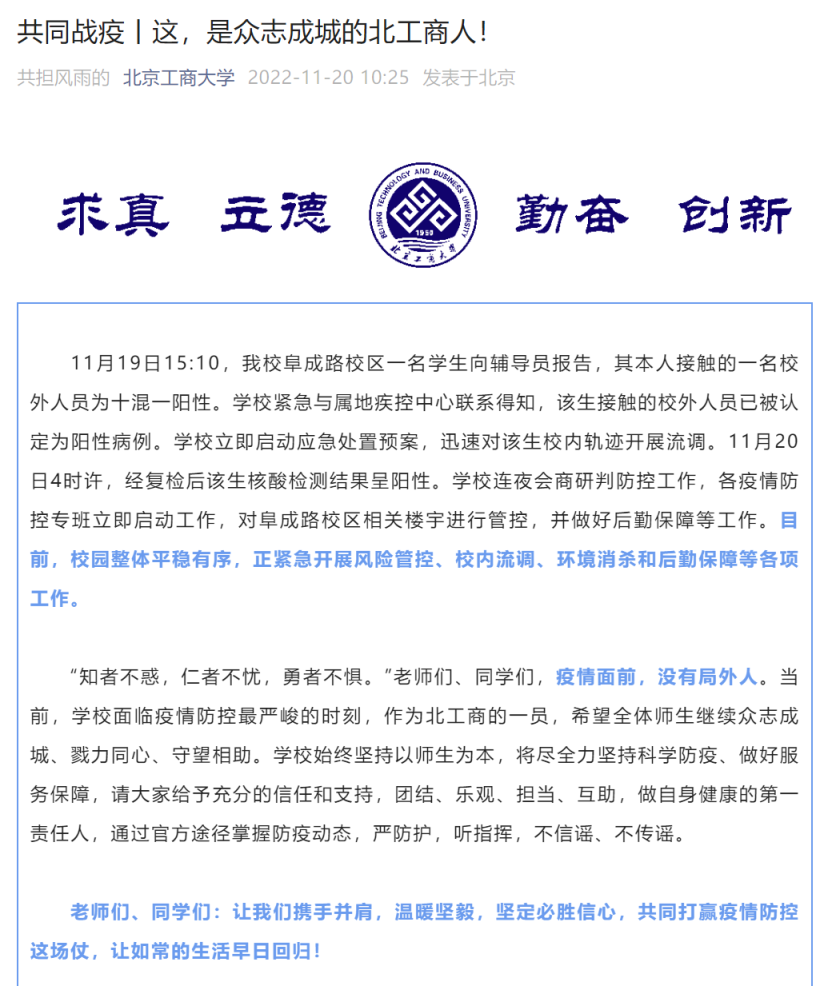 共同战疫丨这，是众志成城的北工商人！
共担风雨的 北京工商大学 2022-11-20 10:25 发表于北京
求真 立德 BEIJING TECHNOLOGY AND BUSINESS UNIVERSITY 1950 北京工商大学 勤奋 创新
11月19日15:10，我校阜成路校区一名学生向辅导员报告，其本人接触的一名校
外人员为十混一阳性。学校紧急与属地疾控中心联系得知，该生接触的校外人员已被认
定为阳性病例。学校立即启动应急处置预案，迅速对该生校内轨迹开展流调。11月20
日4时许，经复检后该生核酸检测结果呈阳性。学校连夜会商研判防控工作，各疫情防
控专班立即启动工作，对阜成路校区相关楼宇进行管控，并做好后勤保障等工作。目
前，校园整体平稳有序，正紧急开展风险管控、校内流调、环境消杀和后勤保障等各项
工作。
“知者不惑，仁者不忧，勇者不惧。”老师们、同学们，疫情面前，没有局外人。当
前，学校面临疫情防控最严峻的时刻，作为北工商的一员，希望全体师生继续众志成
城、戮力同心、守望相助。学校始终坚持以师生为本，将尽全力坚持科学防疫、做好服
务保障，请大家给予充分的信任和支持，团结、乐观、担当、互助，做自身健康的第一
责任人，通过官方途径掌握防疫动态，严防护，听指挥，不信谣、不传谣。
老师们、同学们：让我们携手并肩，温暖坚毅，坚定必胜信心，共同打赢疫情防控
这场仗，让如常的生活早日回归！